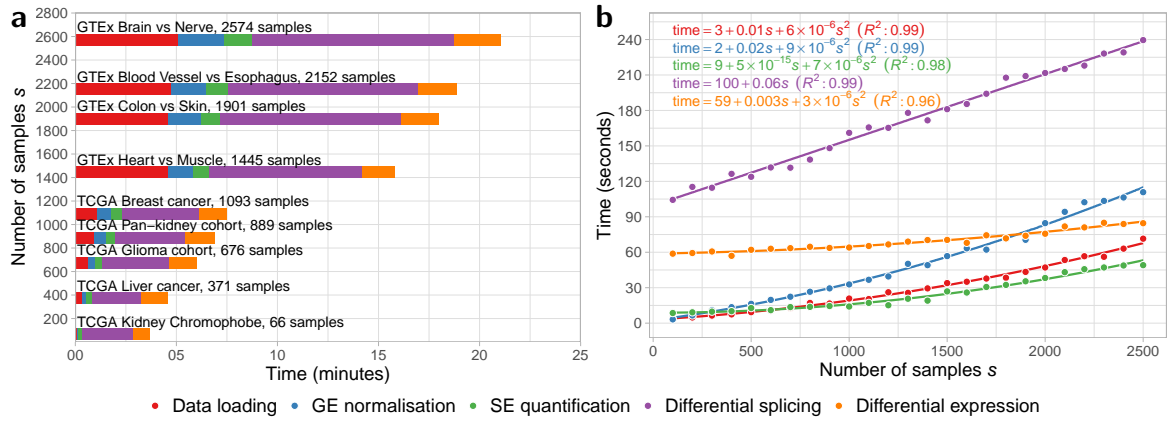 a
Number of samples s
2800
2600
2400
2200
2000
1800
1600
1400
1200
1000
800
600
400
200
GTEx Brain vs Nerve, 2574 samples
GTEx Blood Vessel vs Esophagus, 2152 samples
GTEx Colon vs Skin, 1901 samples
GTEx Heart vs Muscle, 1445 samples
TCGA Breast cancer, 1093 samples
TCGA Pan−kidney cohort, 889 samples
TCGA Glioma cohort, 676 samples
TCGA Liver cancer, 371 samples
TCGA Kidney Chromophobe, 66 samples
00 05 10 15 20 25
Time (minutes)
b
Time (seconds)
240
210
180
150
120
90
60
30
0
time = 3 + 0.01s + 6 × 10⁻⁶s² (R² : 0.99)
time = 2 + 0.02s + 9 × 10⁻⁶s² (R² : 0.99)
time = 9 + 5 × 10⁻¹⁵s + 7 × 10⁻⁶s² (R² : 0.98)
time = 100 + 0.06s (R² : 0.99)
time = 59 + 0.003s + 3 × 10⁻⁶s² (R² : 0.96)
0 500 1000 1500 2000 2500
Number of samples s
Data loading GE normalisation SE quantification Differential splicing Differential expression